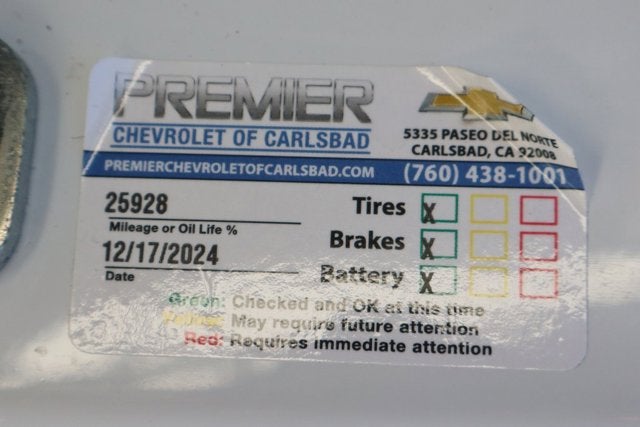 PREMIER
CHEVROLET OF CARLSBAD
5335 PASEO DEL NORTE
CARLSBAD, CA 92008
PREMIERCHEVROLETOFCARLSBAD.COM (760) 438-1001
25928
Mileage or Oil Life %
12/17/2024
Date
Tires X
Brakes X
Battery X
Green: Checked and OK at this time
Yellow: May require future attention
Red: Requires immediate attention